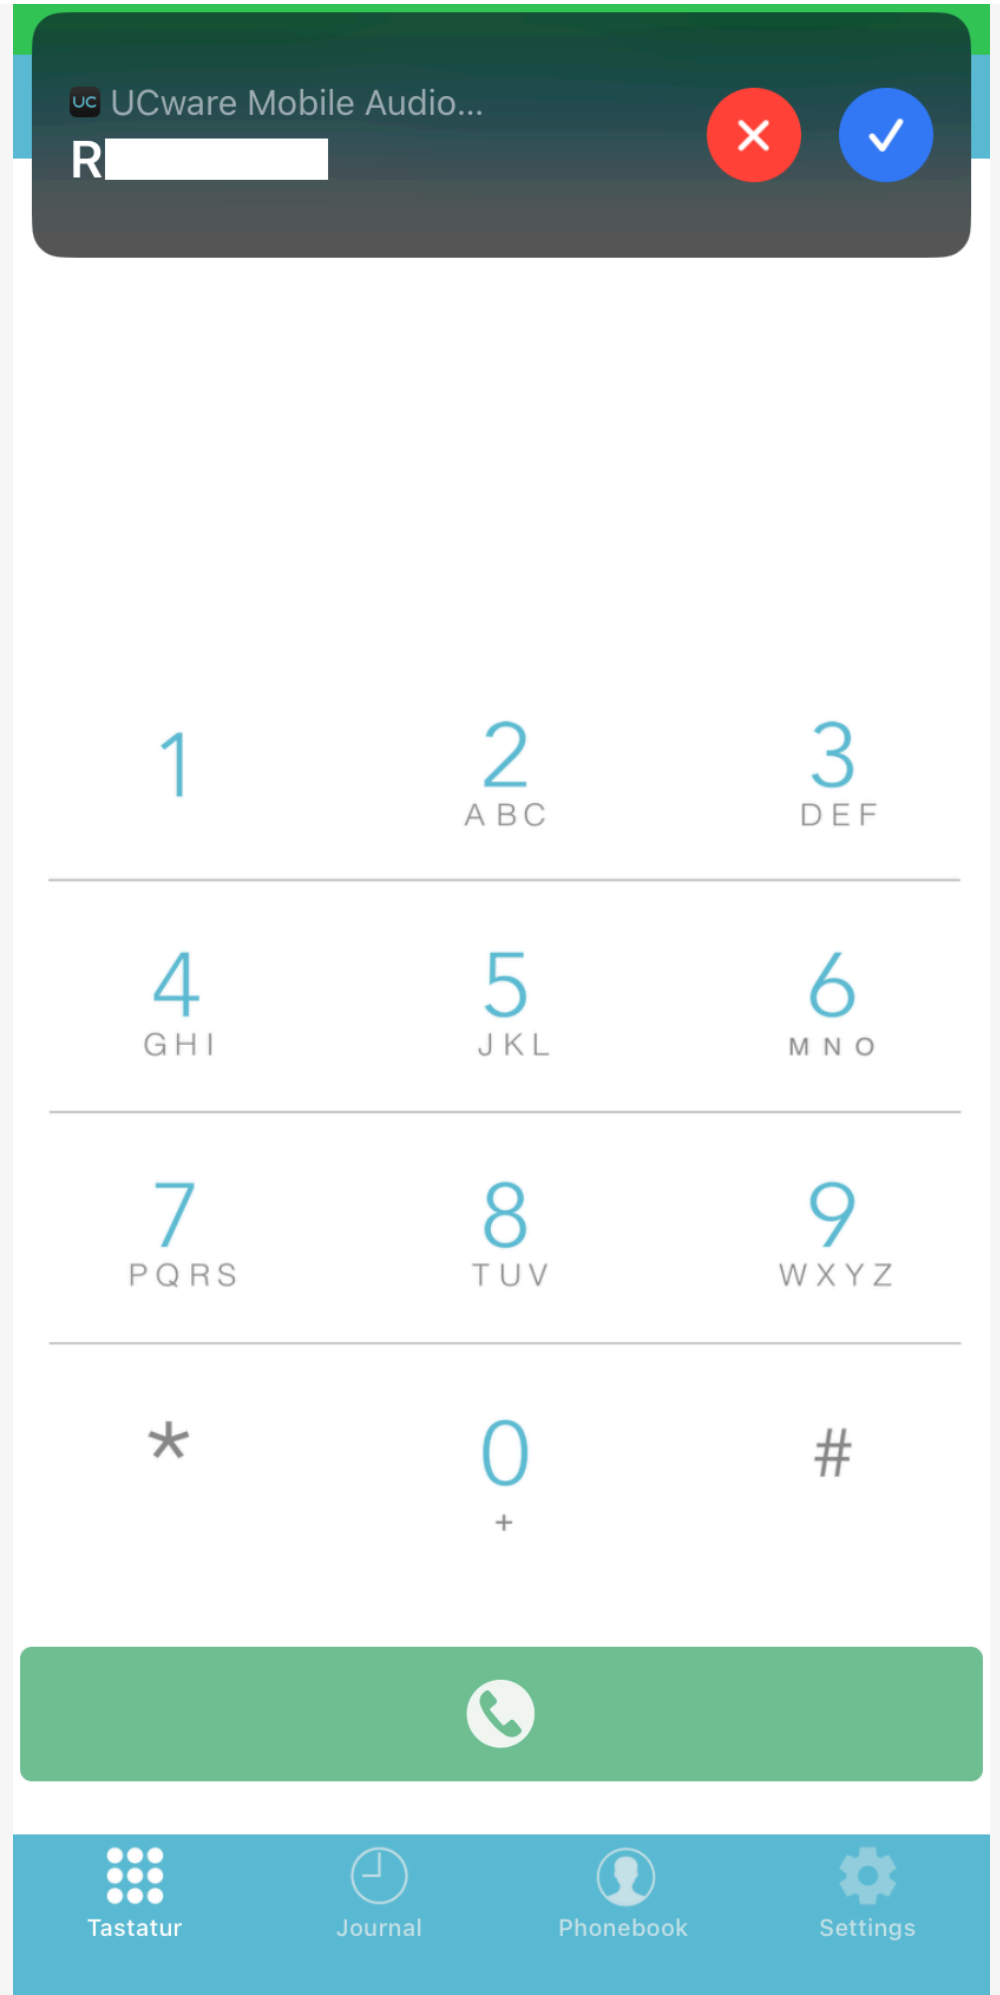 UC UCware Mobile Audio...
R
1 2 3
ABC DEF
4 5 6
GHI JKL MNO
7 8 9
PQRS TUV WXYZ
* 0 #
+
Tastatur Journal Phonebook Settings